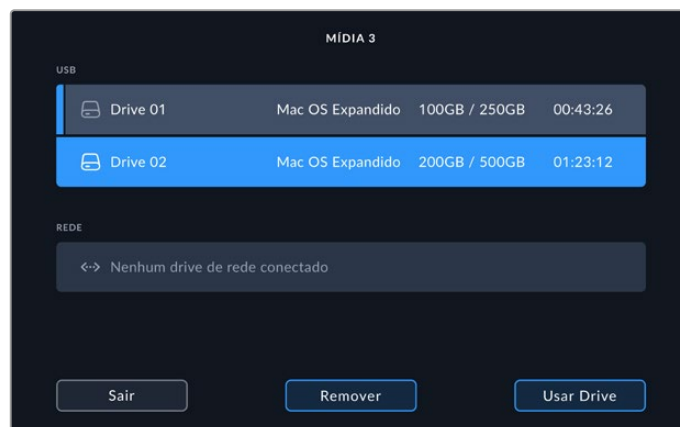 MÍDIA 3
USB
Drive 01 Mac OS Expandido 100GB / 250GB 00:43:26
Drive 02 Mac OS Expandido 200GB / 500GB 01:23:12
REDE
Nenhum drive de rede conectado
Sair Remover Usar Drive